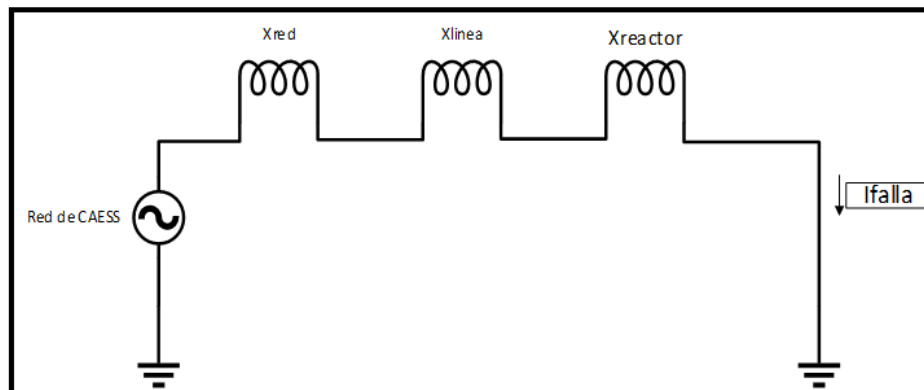 Xred
Xlinea
Xreactor
Red de CAESS
Ifalla